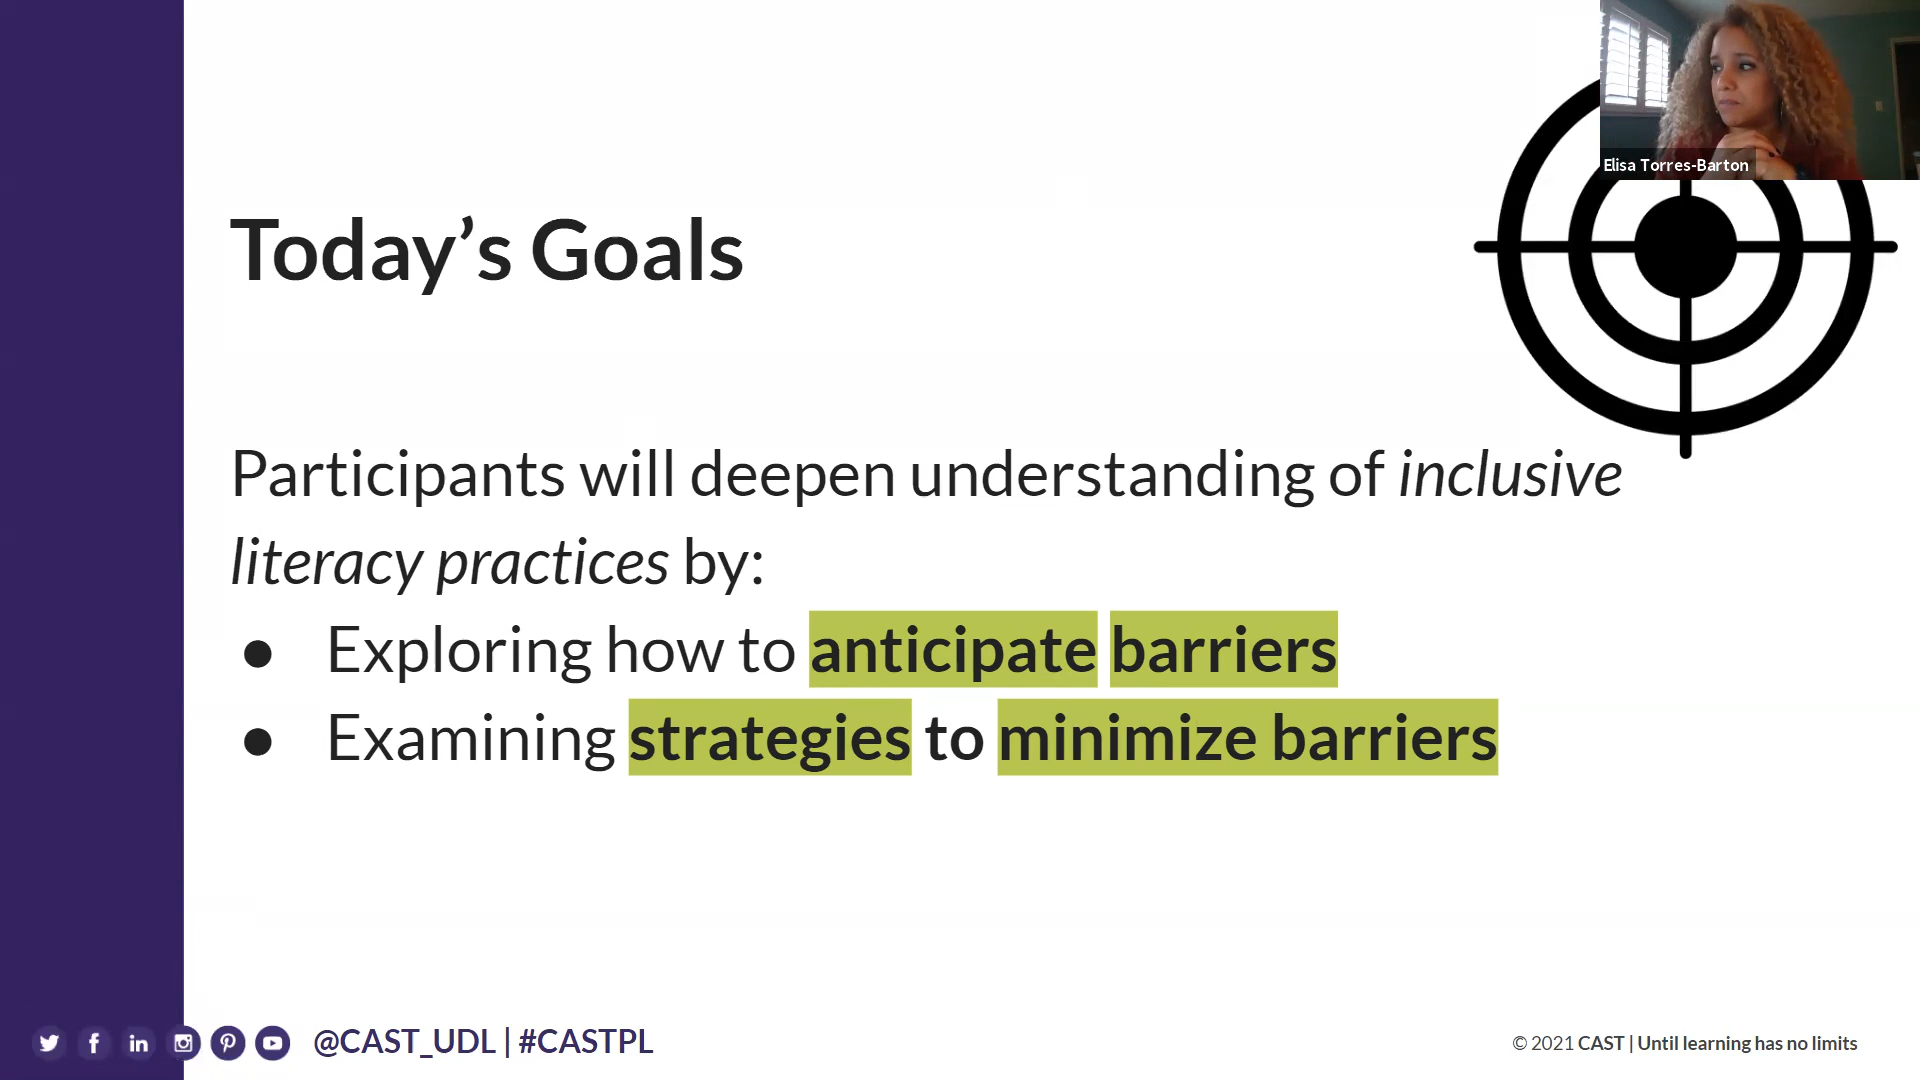 Elisa Torres-Barton
Today’s Goals
Participants will deepen understanding of inclusive
literacy practices by:
● Exploring how to anticipate barriers
● Examining strategies to minimize barriers
@CAST_UDL | #CASTPL
© 2021 CAST | Until learning has no limits